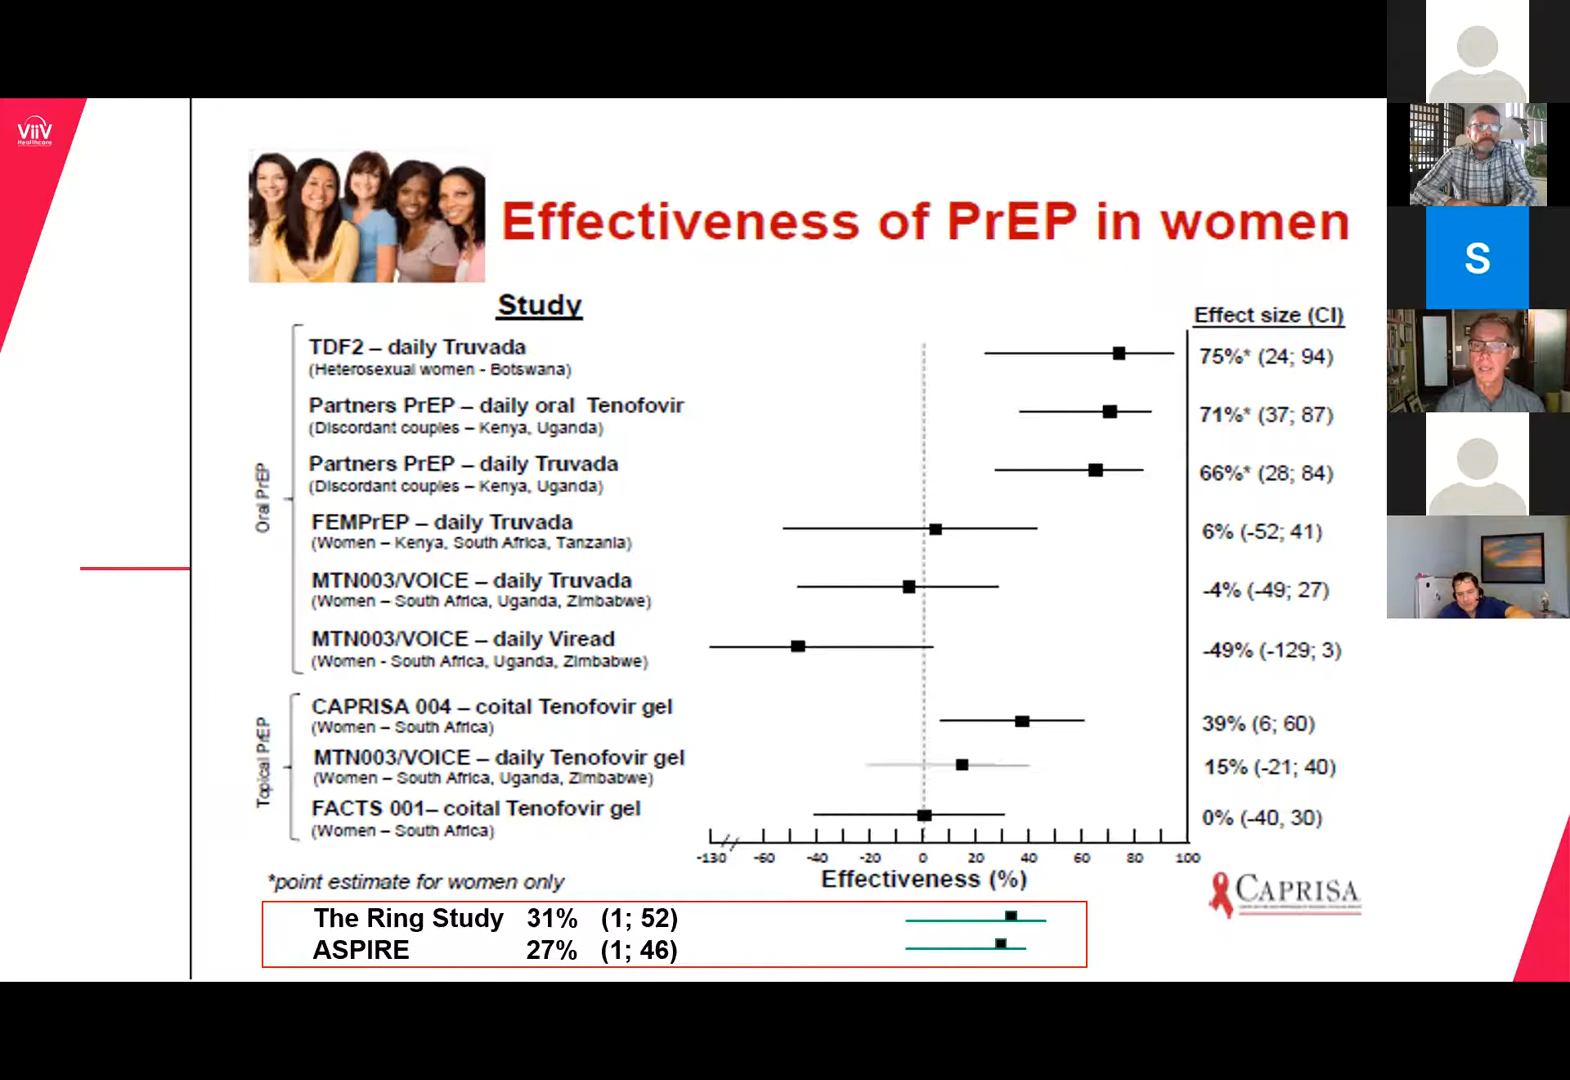 ViiV
Healthcare
Effectiveness of PrEP in women
Study
Effect size (CI)
Oral PrEP
TDF2 – daily Truvada
(Heterosexual women - Botswana)
75%* (24; 94)
Partners PrEP – daily oral Tenofovir
(Discordant couples – Kenya, Uganda)
71%* (37; 87)
Partners PrEP – daily Truvada
(Discordant couples – Kenya, Uganda)
66%* (28; 84)
FEMPrEP – daily Truvada
(Women – Kenya, South Africa, Tanzania)
6% (-52; 41)
MTN003/VOICE – daily Truvada
(Women – South Africa, Uganda, Zimbabwe)
-4% (-49; 27)
MTN003/VOICE – daily Viread
(Women - South Africa, Uganda, Zimbabwe)
-49% (-129; 3)
Topical PrEP
CAPRISA 004 – coital Tenofovir gel
(Women – South Africa)
39% (6; 60)
MTN003/VOICE – daily Tenofovir gel
(Women – South Africa, Uganda, Zimbabwe)
15% (-21; 40)
FACTS 001– coital Tenofovir gel
(Women – South Africa)
0% (-40, 30)
-130 -60 -40 -20 0 20 40 60 80 100
Effectiveness (%)
*point estimate for women only
CAPRISA
The Ring Study 31% (1; 52)
ASPIRE 27% (1; 46)
S